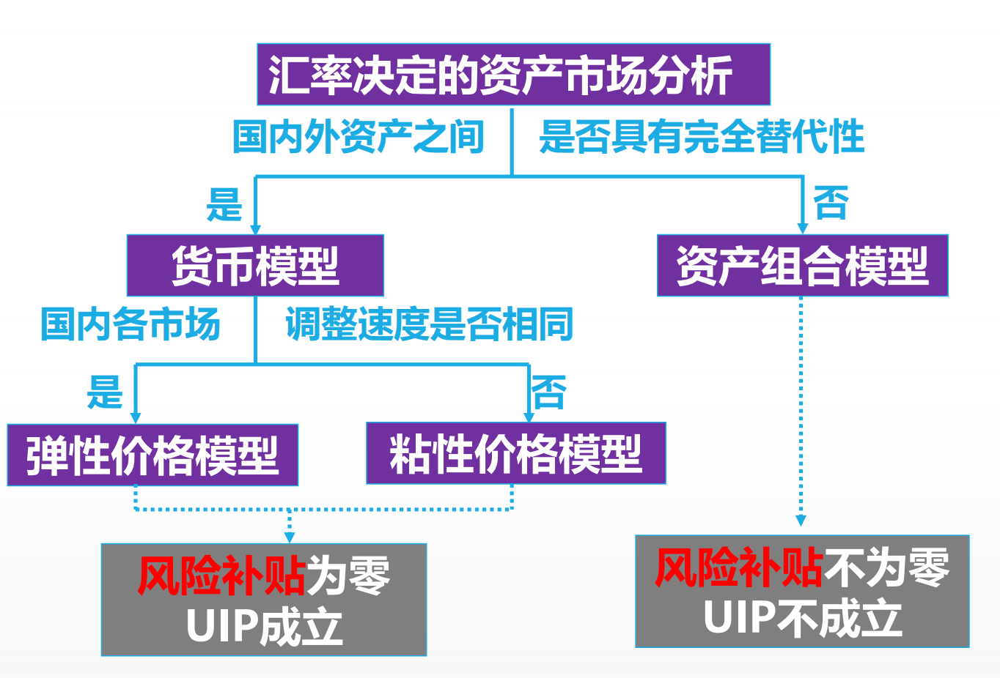 汇率决定的资产市场分析
国内外资产之间
是否具有完全替代性
是
否
货币模型
资产组合模型
国内各市场
调整速度是否相同
是
否
弹性价格模型
粘性价格模型
风险补贴为零
UIP成立
风险补贴不为零
UIP不成立